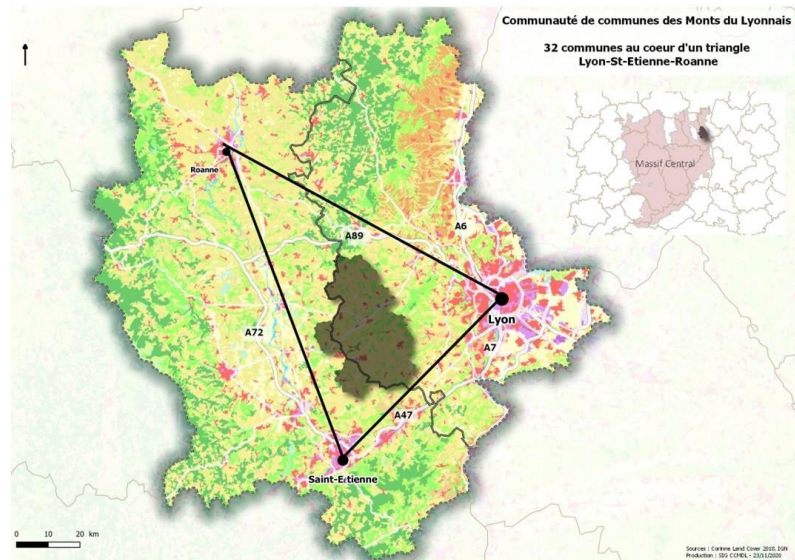 Communauté de communes des Monts du Lyonnais
32 communes au coeur d'un triangle
Lyon-St-Etienne-Roanne
Massif Central
Roanne
A89
A6
Lyon
A72
A7
A47
Saint-Etienne
0 10 20 km
Sources : Corinne Land Cover 2018, IGN
Production : SIG CCMDL - 23/11/2020